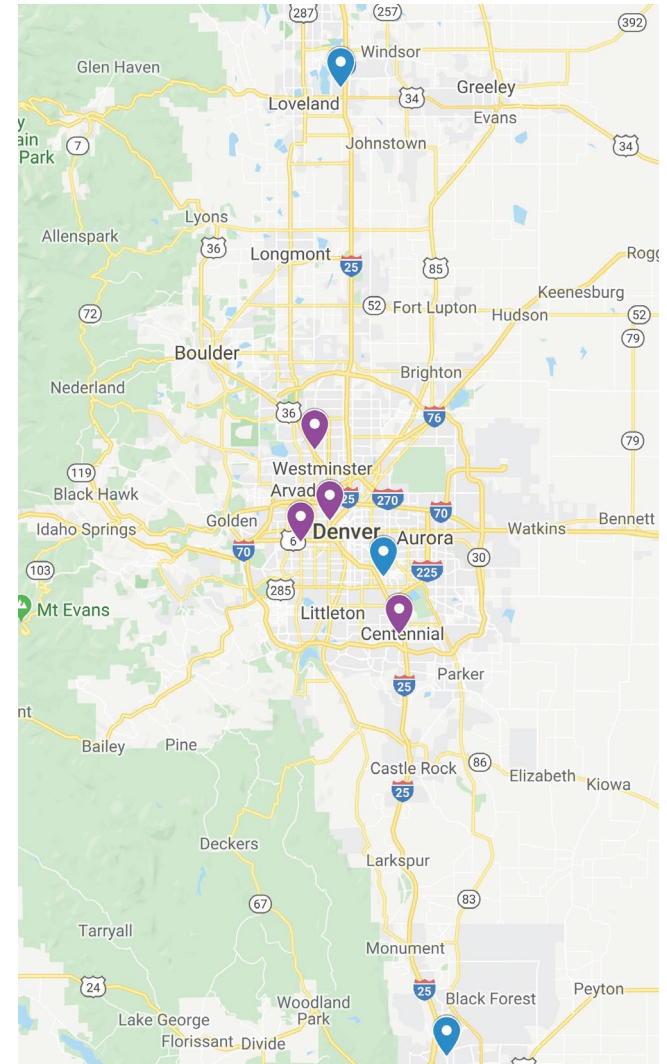 287
257
392
Windsor
Glen Haven
Greeley
Loveland
34
Evans
y
ain
Park
7
Johnstown
34
Lyons
Allenspark
36
Longmont
25
85
Rogg
Keenesburg
72
52
Fort Lupton
Hudson
52
79
Boulder
Brighton
Nederland
36
76
79
119
Westminster
Black Hawk
Arvad
25
270
Golden
70
Bennett
Idaho Springs
6
Denver
Aurora
Watkins
70
30
103
225
285
Mt Evans
Littleton
Centennial
Parker
25
nt
Bailey
Pine
Castle Rock
86
Elizabeth
Kiowa
25
Deckers
Larkspur
67
83
Tarryall
Monument
24
25
Peyton
Black Forest
Woodland
Park
Lake George
Florissant
Divide